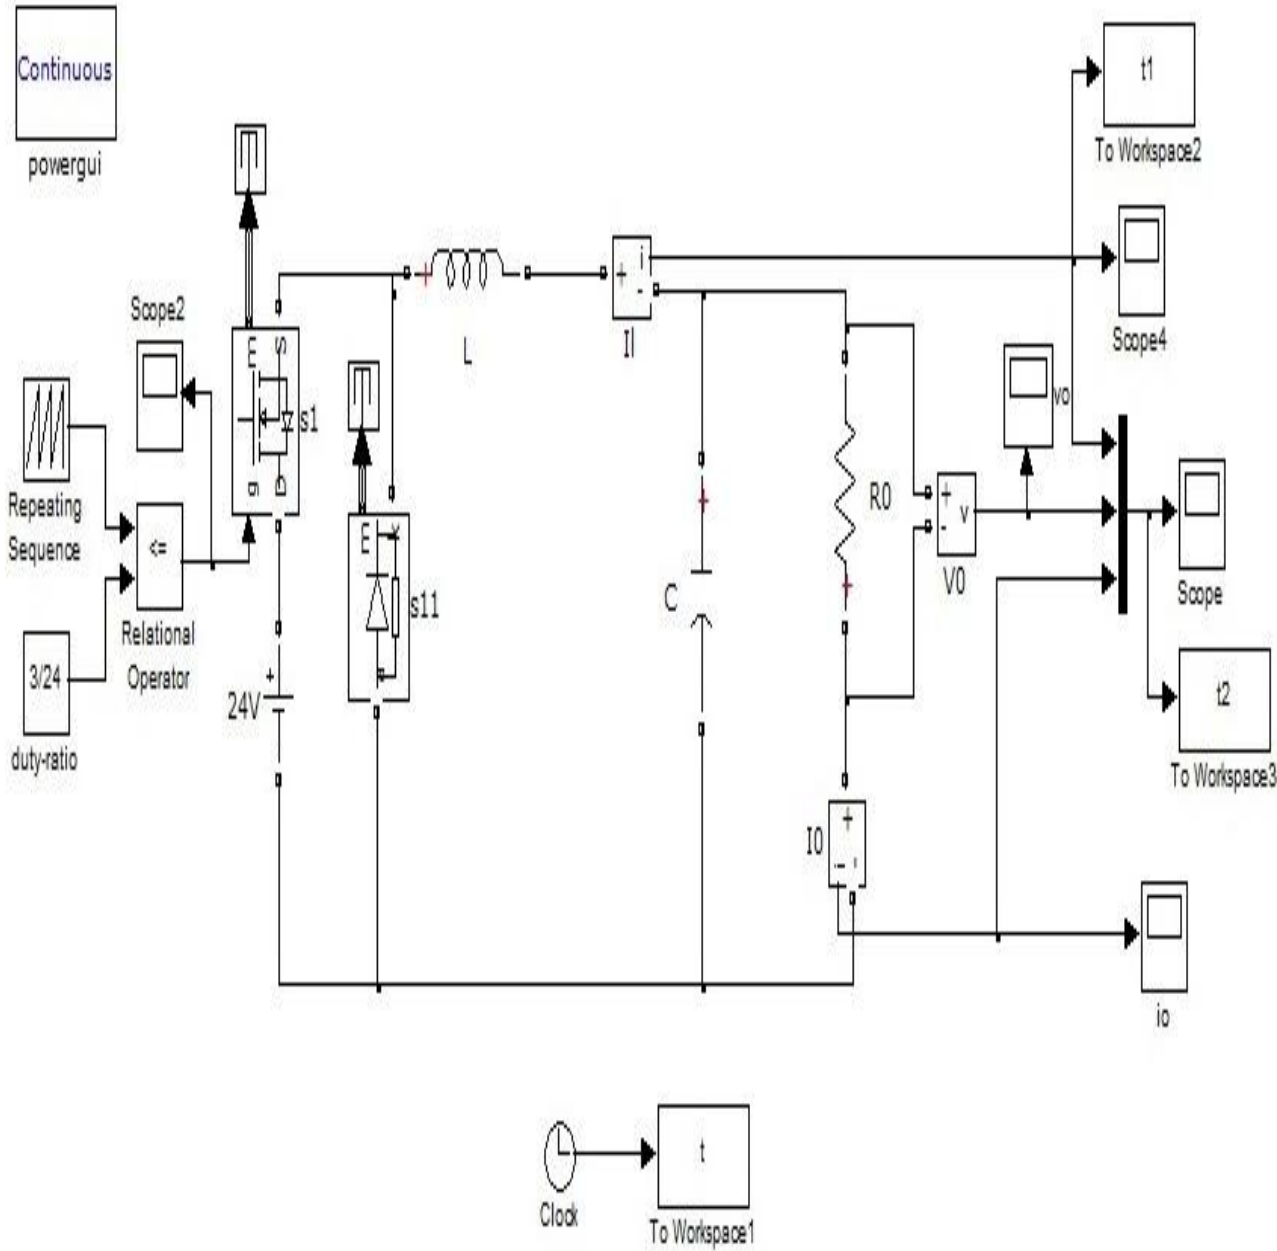 Continuous
powergui
t1
To Workspace2
Scope4
Scope2
m
S
s1
g
D
+
L
+
i
-
Il
Repeating
Sequence
<=
Relational
Operator
3/24
duty-ratio
+
24V
m
k
a
s11
+
C
R0
+
+
-
v
V0
vo
Scope
t2
To Workspace3
I0
+
i
-
io
Clock
t
To Workspace1